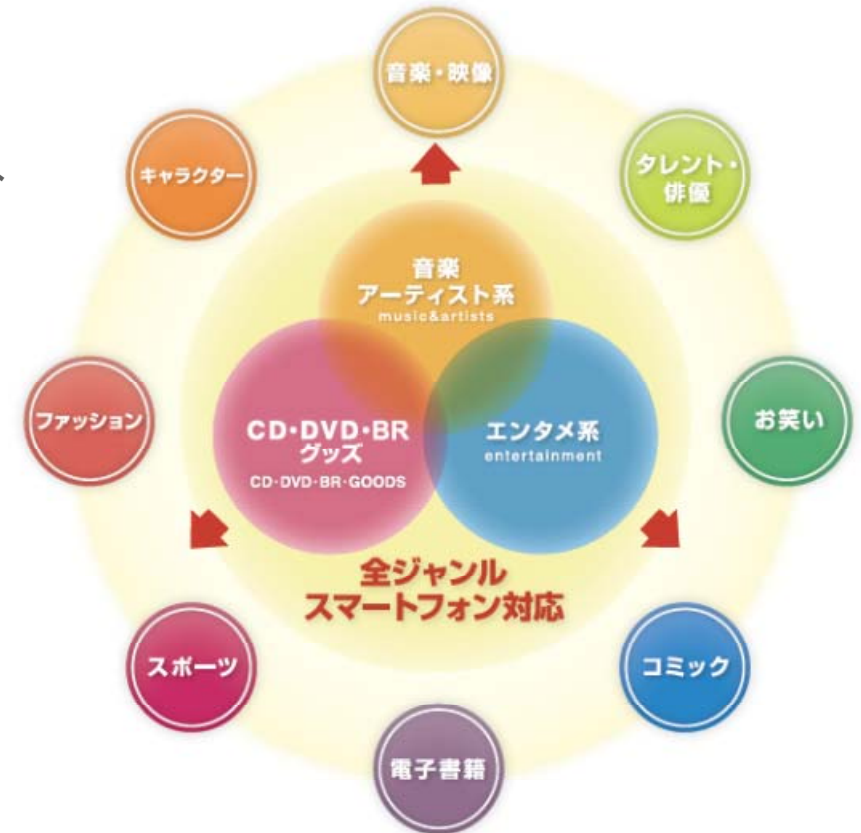 音楽・映像
キャラクター
タレント・
俳優
音楽
アーティスト系
music&artists
ファッション
CD・DVD・BR
グッズ
CD・DVD・BR・GOODS
エンタメ系
entertainment
お笑い
全ジャンル
スマートフォン対応
スポーツ
コミック
電子書籍